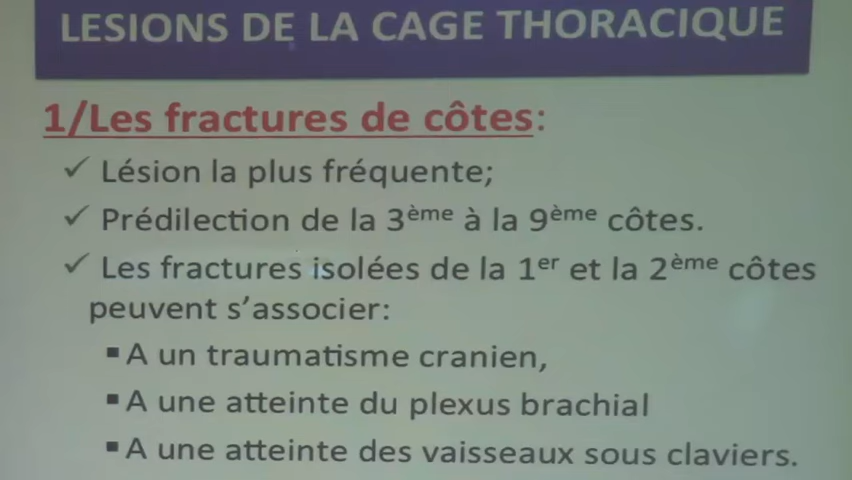 LESIONS DE LA CAGE THORACIQUE
1/Les fractures de côtes:
✓ Lésion la plus fréquente;
✓ Prédilection de la 3ème à la 9ème côtes.
✓ Les fractures isolées de la 1er et la 2ème côtes
peuvent s’associer:
▪ A un traumatisme cranien,
▪ A une atteinte du plexus brachial
▪ A une atteinte des vaisseaux sous claviers.